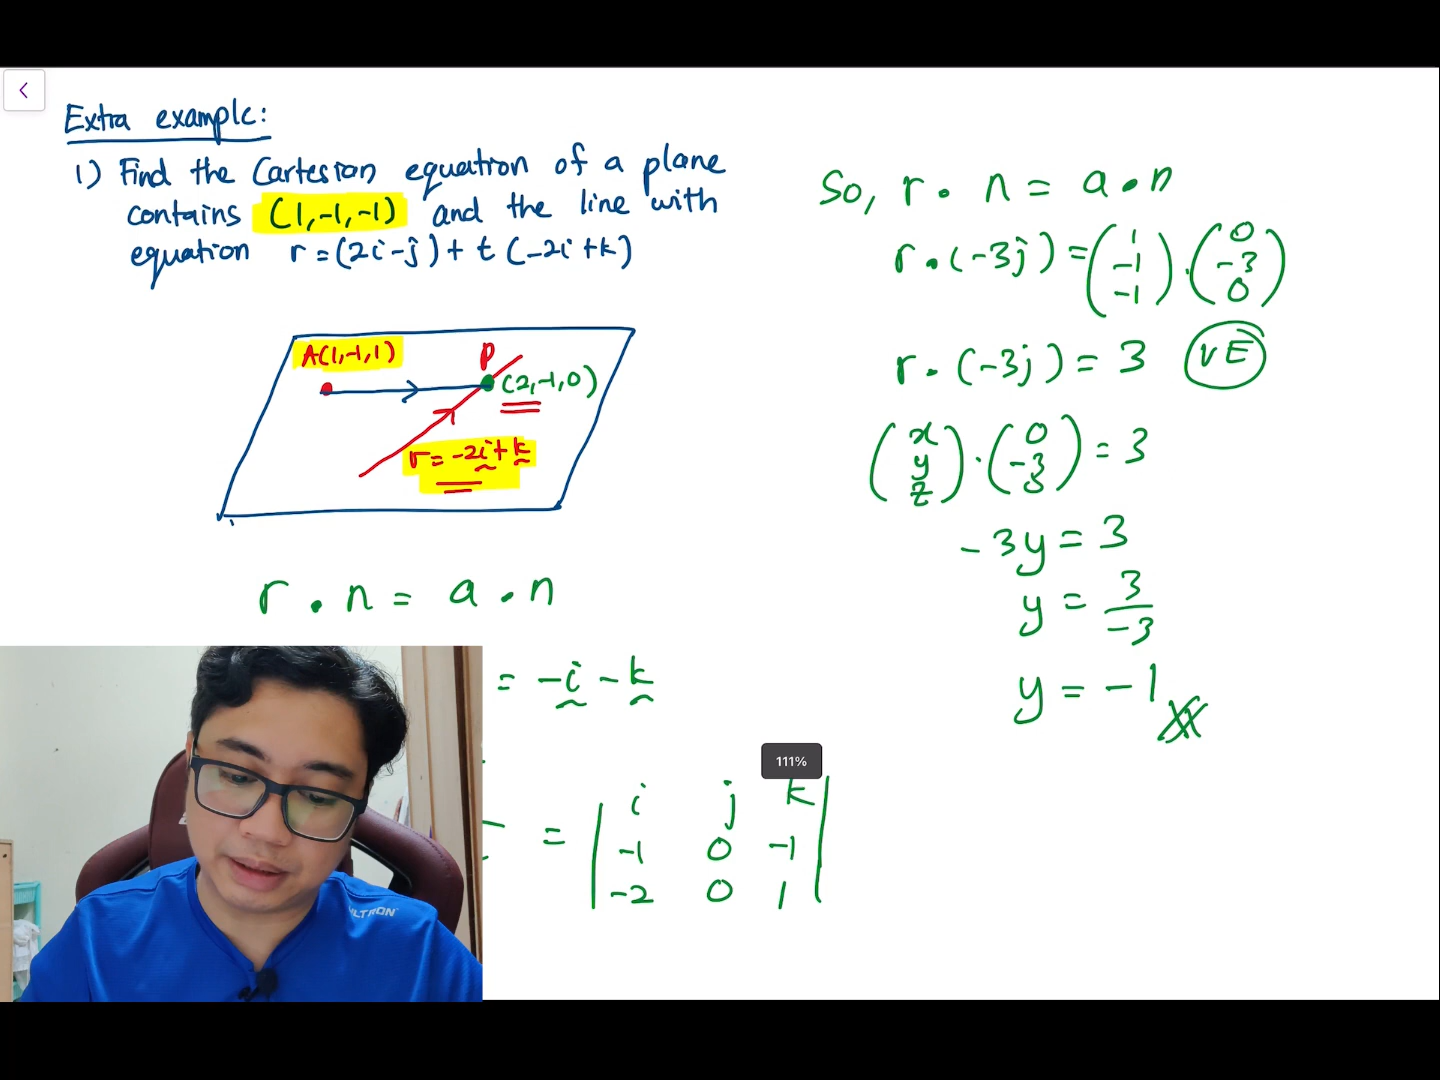 Extra example:
1) Find the Cartesian equation of a plane
contains (1,-1,-1) and the line with
equation r=(2i-j)+t(-2i+k)
A(1,-1,1)
P
(2,-1,0)
r=-2i+k
r·n=a·n
=-i-k
=
i j k
-1 0 -1
-2 0 1
So, r·n=a·n
r·(-3j)=(1 -1 -1)·(0 -3 0)
r·(-3j)=3 VE
(x y z)·(0 -3 0)=3
-3y=3
y=3/-3
y=-1
111%